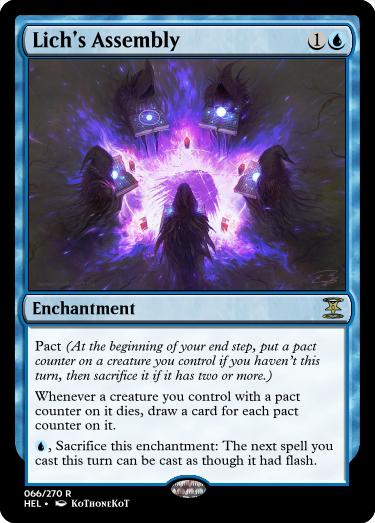 Lich's Assembly 1
Enchantment
Pact (At the beginning of your end step, put a pact
counter on a creature you control if you haven't this
turn, then sacrifice it if it has two or more.)
Whenever a creature you control with a pact
counter on it dies, draw a card for each pact
counter on it.
, Sacrifice this enchantment: The next spell you
cast this turn can be cast as though it had flash.
066/270 R
HEL • KoThoneKoT